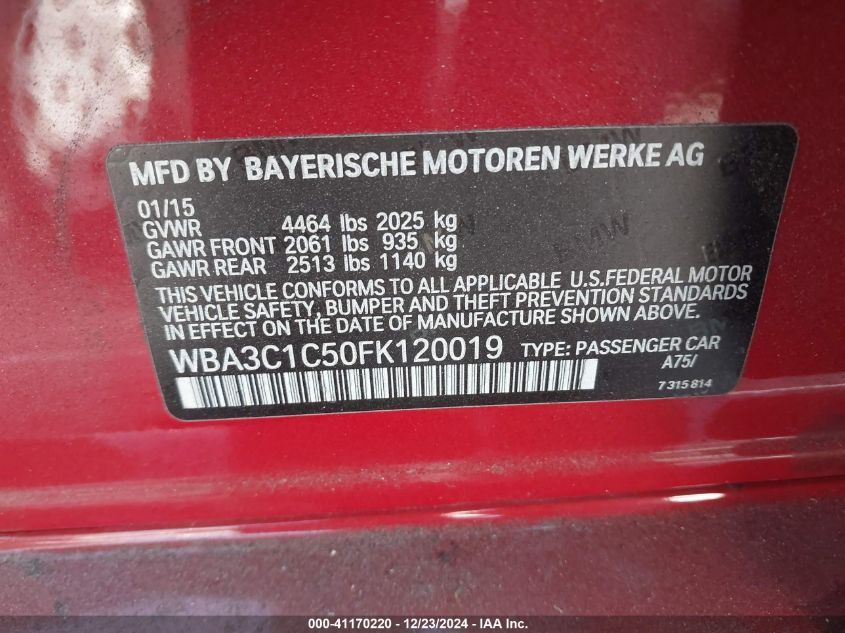 MFD BY BAYERISCHE MOTOREN WERKE AG
01/15
GVWR 4464 lbs 2025 kg
GAWR FRONT 2061 lbs 935 kg
GAWR REAR 2513 lbs 1140 kg
THIS VEHICLE CONFORMS TO ALL APPLICABLE U.S.FEDERAL MOTOR
VEHICLE SAFETY, BUMPER AND THEFT PREVENTION STANDARDS
IN EFFECT ON THE DATE OF MANUFACTURE SHOWN ABOVE.
WBA3C1C50FK120019 TYPE: PASSENGER CAR
A75/
7 315 814
000-41170220 - 12/23/2024 - IAA Inc.